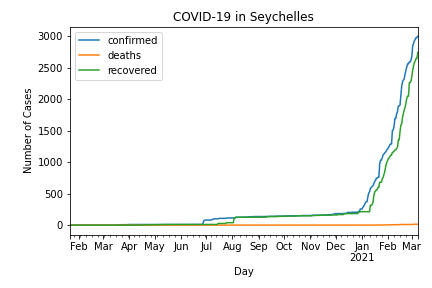 COVID-19 in Seychelles
confirmed
deaths
recovered
Number of Cases
3000
2500
2000
1500
1000
500
0
Feb Mar Apr May Jun Jul Aug Sep Oct Nov Dec Jan Feb Mar
2021
Day